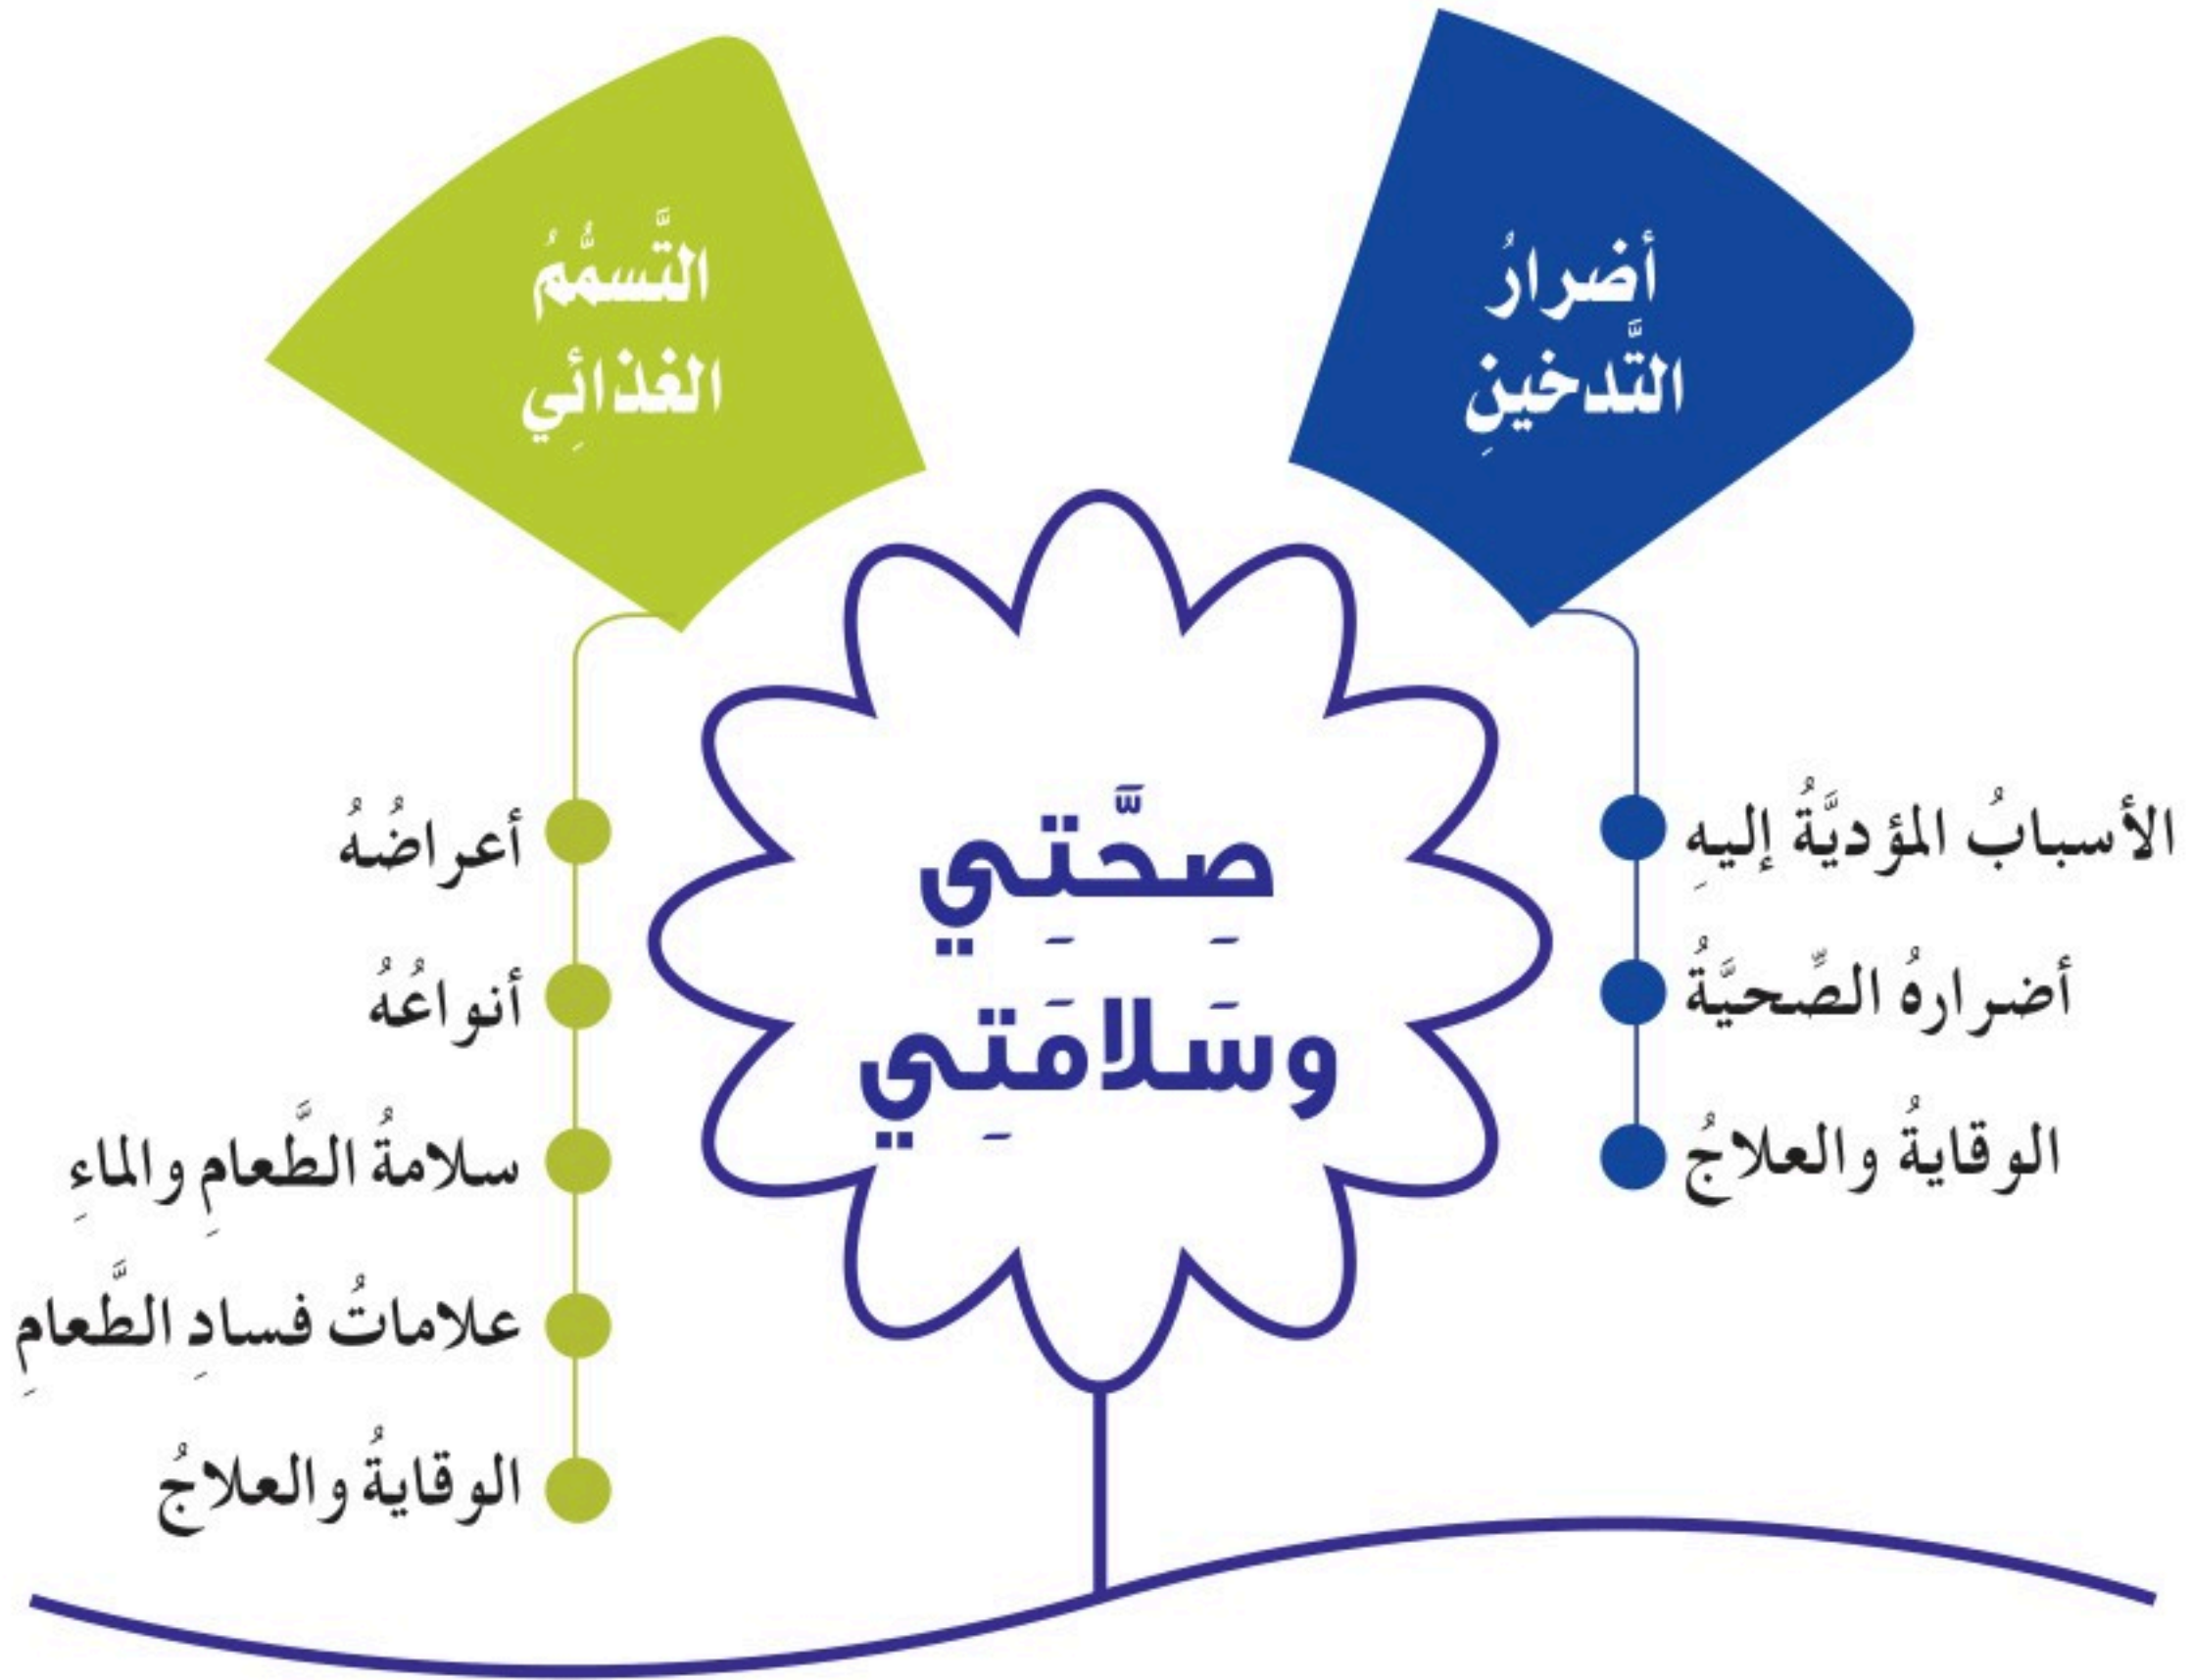 أضرارُ
التَّدخينِ
الأسبابُ المؤديَّةُ إليهِ
أضرارهُ الصِّحيَّةُ
الوقايةُ والعلاجُ
صِحَّتِي
وسَلامَتِي
التَّسمُّمُ
الغذائِي
أعراضُهُ
أنواعُهُ
سلامةُ الطَّعامِ والماءِ
علاماتُ فسادِ الطَّعامِ
الوقايةُ والعلاجُ